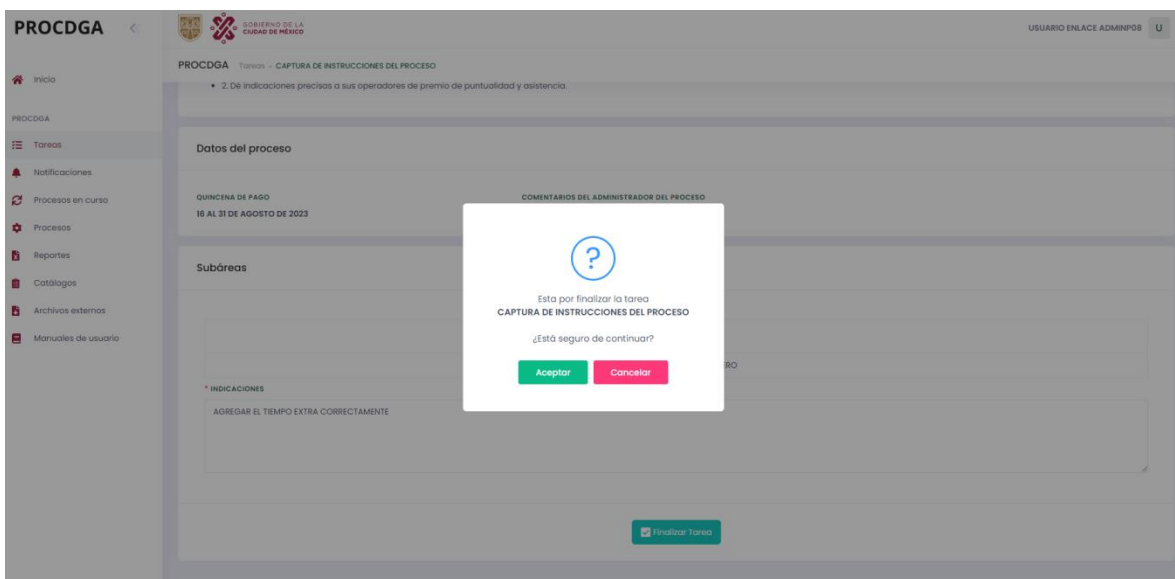 PROCDGA
GOBIERNO DE LA
CIUDAD DE MÉXICO
USUARIO ENLACE ADMINP08 U
PROCDGA Tareas CAPTURA DE INSTRUCCIONES DEL PROCESO
2. Dé indicaciones precisas a sus operadores de premio de puntualidad y asistencia.
Inicio
PROCDGA
Tareas
Notificaciones
Procesos en curso
Procesos
Reportes
Catálogos
Archivos externos
Manuales de usuario
Datos del proceso
QUINCENA DE PAGO
16 AL 31 DE AGOSTO DE 2023
COMENTARIOS DEL ADMINISTRADOR DEL PROCESO
Subáreas
RO
* INDICACIONES
AGREGAR EL TIEMPO EXTRA CORRECTAMENTE
Finalizar Tarea
?
Esta por finalizar la tarea
CAPTURA DE INSTRUCCIONES DEL PROCESO
¿Está seguro de continuar?
Aceptar Cancelar